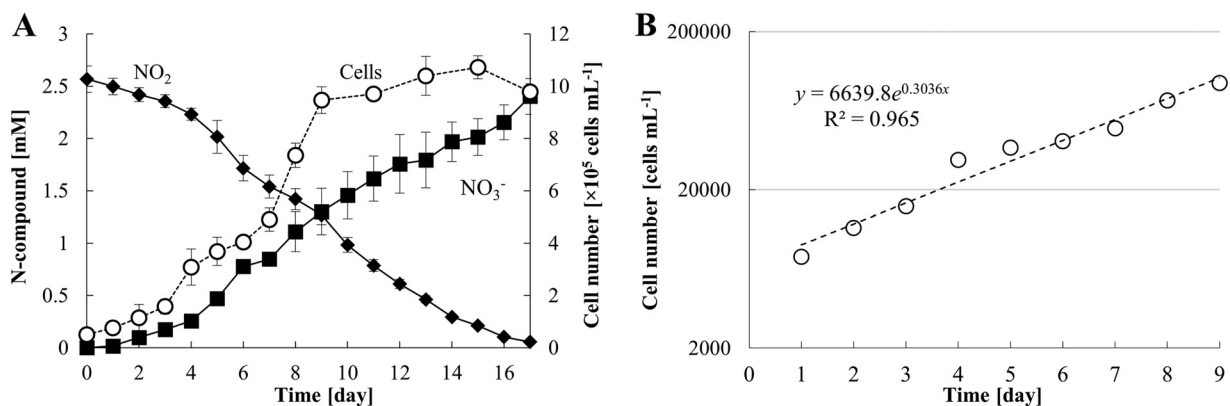 A
B
3
2.5
2
1.5
1
0.5
0
N-compound [mM]
NO₂
Cells
NO₃⁻
12
10
8
6
4
2
0
Cell number [×10⁵ cells mL⁻¹]
0 2 4 6 8 10 12 14 16
Time [day]
200000
20000
2000
Cell number [cells mL⁻¹]
y = 6639.8e^0.3036x
R² = 0.965
0 1 2 3 4 5 6 7 8 9
Time [day]